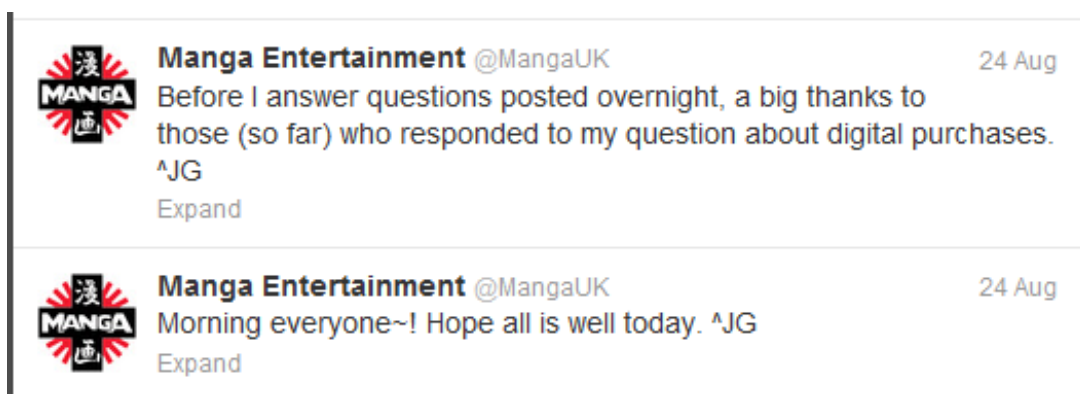 Manga Entertainment @MangaUK 24 Aug
漫
MANGA
画
Before I answer questions posted overnight, a big thanks to
those (so far) who responded to my question about digital purchases.
^JG
Expand
Manga Entertainment @MangaUK 24 Aug
漫
MANGA
画
Morning everyone~! Hope all is well today. ^JG
Expand